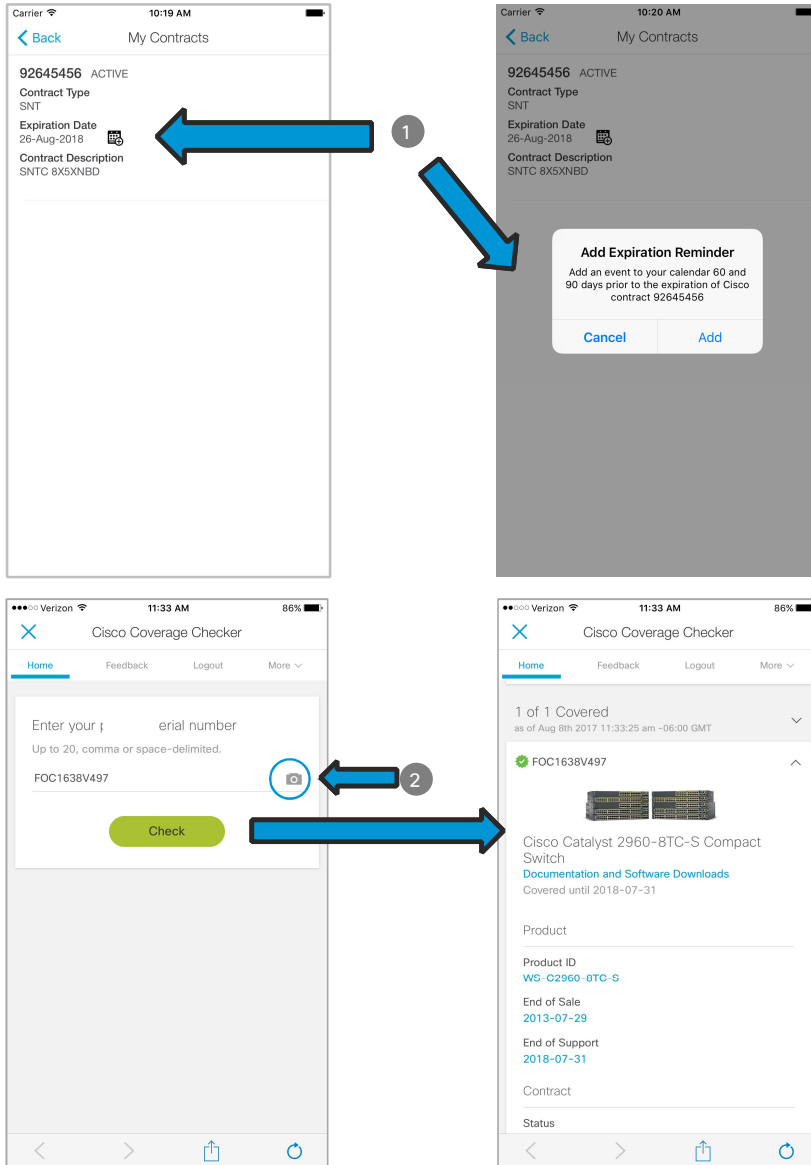 Carrier 10:19 AM
Back My Contracts
92645456 ACTIVE
Contract Type
SNT
Expiration Date
26-Aug-2018
Contract Description
SNTC 8X5XNBD
1
Carrier 10:20 AM
Back My Contracts
92645456 ACTIVE
Contract Type
SNT
Expiration Date
26-Aug-2018
Contract Description
SNTC 8X5XNBD
Add Expiration Reminder
Add an event to your calendar 60 and
90 days prior to the expiration of Cisco
contract 92645456
Cancel Add
Verizon 11:33 AM 86%
Cisco Coverage Checker
Home Feedback Logout More
Enter your p erial number
Up to 20, comma or space-delimited.
FOC1638V497
Check
2
Verizon 11:33 AM 86%
Cisco Coverage Checker
Home Feedback Logout More
1 of 1 Covered
as of Aug 8th 2017 11:33:25 am -06:00 GMT
FOC1638V497
Cisco Catalyst 2960-8TC-S Compact
Switch
Documentation and Software Downloads
Covered until 2018-07-31
Product
Product ID
WS-C2960-8TC-S
End of Sale
2013-07-29
End of Support
2018-07-31
Contract
Status